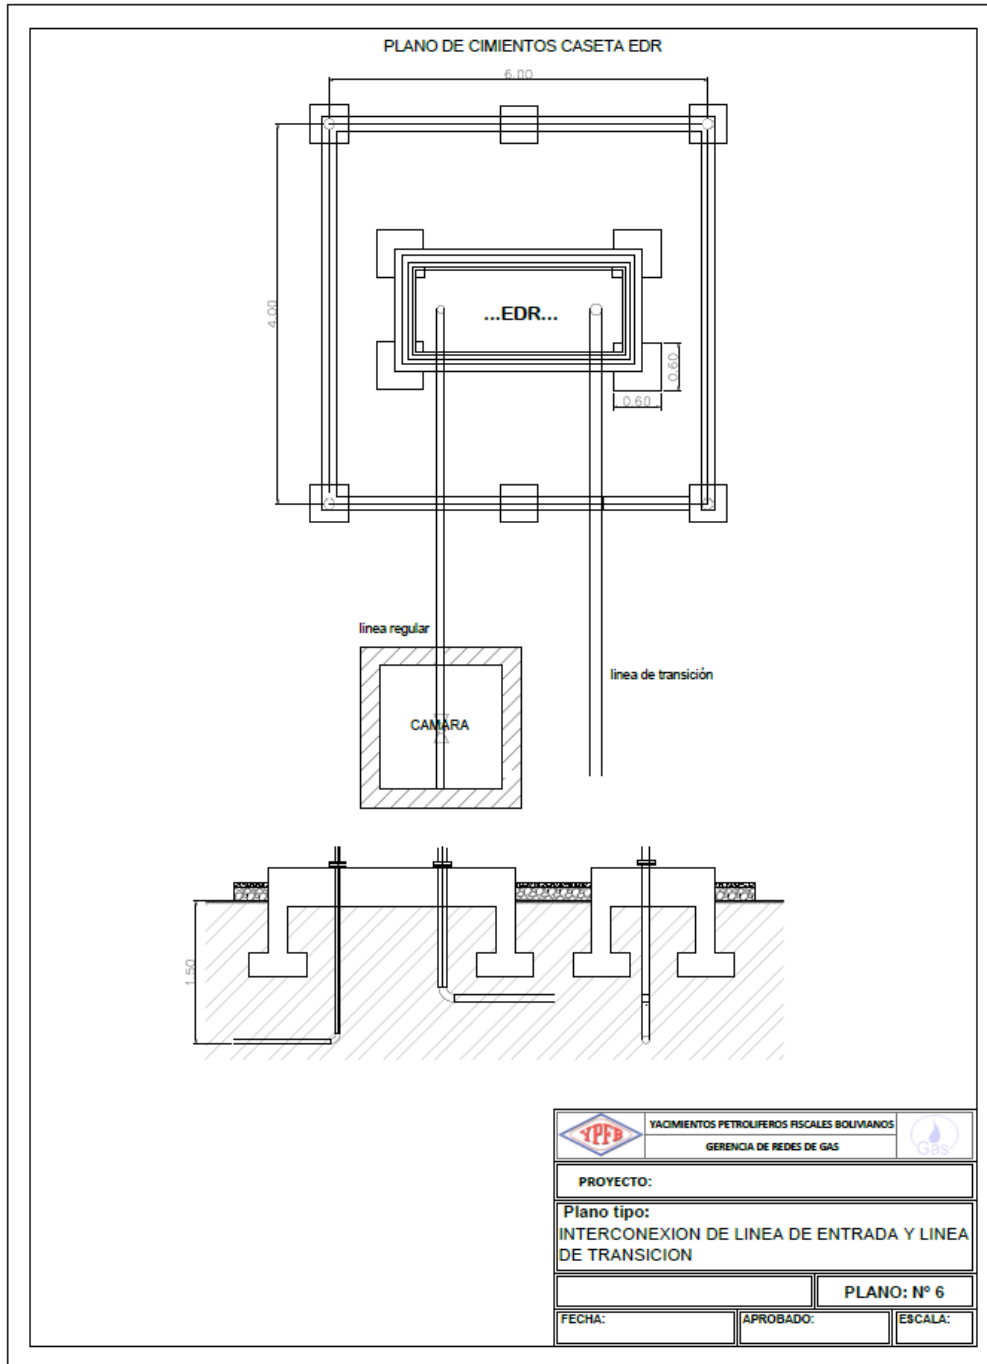 PLANO DE CIMIENTOS CASETA EDR
6.00
4.00
...EDR...
0.60
0.60
linea regular
linea de transición
CAMARA
1.50
YPFB
YACIMIENTOS PETROLIFEROS FISCALES BOLIVIANOS
GERENCIA DE REDES DE GAS
Gas
PROYECTO:
Plano tipo:
INTERCONEXION DE LINEA DE ENTRADA Y LINEA
DE TRANSICION
PLANO: Nº 6
FECHA:
APROBADO:
ESCALA: